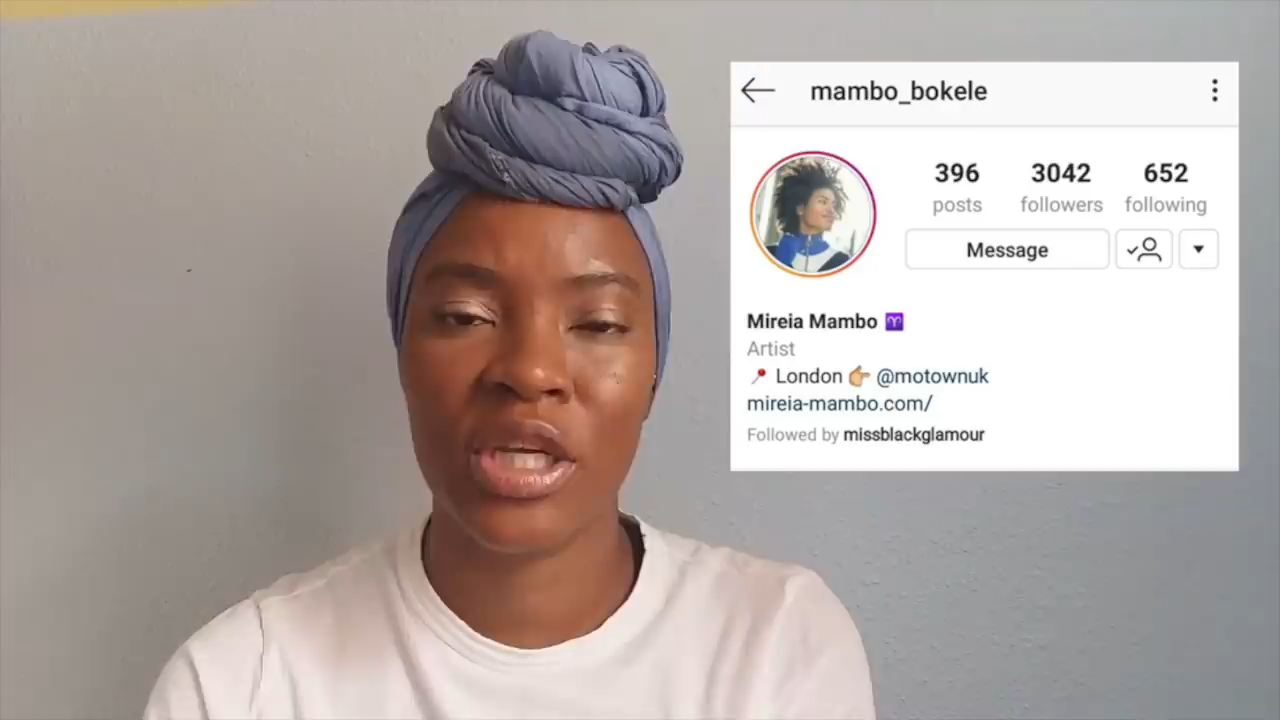 mambo_bokele
396 3042 652
posts followers following
Message
Mireia Mambo ♈
Artist
📍 London 👉 @motownuk
mireia-mambo.com/
Followed by missblackglamour